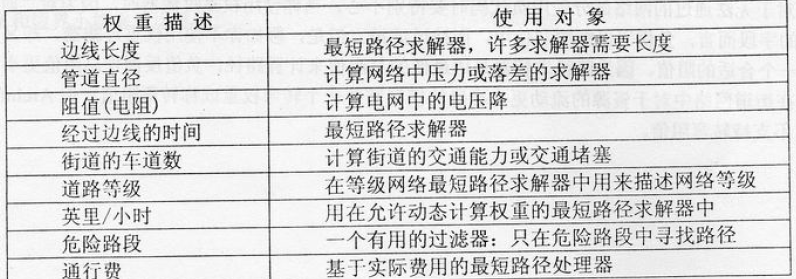 权重描述 使用对象
边线长度 最短路径求解器，许多求解器需要长度
管道直径 计算网络中压力或落差的求解器
阻值(电阻) 计算电网中的电压降
经过边线的时间 最短路径求解器
街道的车道数 计算街道的交通能力或交通堵塞
道路等级 在等级网络最短路径求解器中用来描述网络等级
英里/小时 用在允许动态计算权重的最短路径求解器中
危险路段 一个有用的过滤器：只在危险路段中寻找路径
通行费 基于实际费用的最短路径处理器